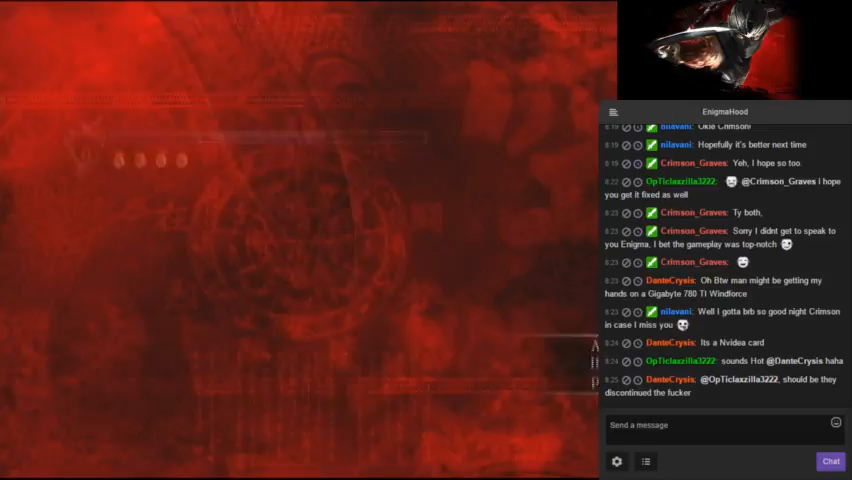 EnigmaHood
8:19 nilavani: Okie Crimson!
8:19 nilavani: Hopefully it's better next time
8:19 Crimson_Graves: Yeh, I hope so too.
8:22 OpTiclaxzilla3222: @Crimson_Graves i hope
you get it fixed as well
8:23 Crimson_Graves: Ty both,
8:23 Crimson_Graves: Sorry I didnt get to speak to
you Enigma, I bet the gameplay was top-notch
8:23 Crimson_Graves:
8:23 DanteCrysis: Oh Btw man might be getting my
hands on a Gigabyte 780 TI Windforce
8:23 nilavani: Well I gotta brb so good night Crimson
in case I miss you
8:24 DanteCrysis: Its a Nvidea card
8:24 OpTiclaxzilla3222: sounds Hot @DanteCrysis haha
8:25 DanteCrysis: @OpTiclaxzilla3222, should be they
discontinued the fucker
Send a message
Chat